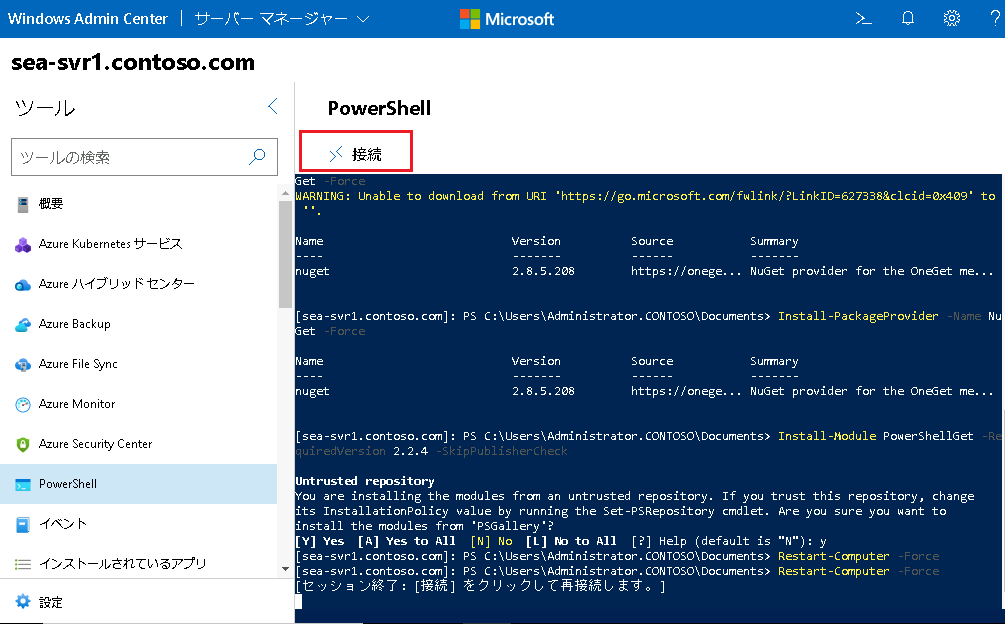 Windows Admin Center サーバー マネージャー Microsoft
sea-svr1.contoso.com
ツール
ツールの検索
概要
Azure Kubernetes サービス
Azure ハイブリッド センター
Azure Backup
Azure File Sync
Azure Monitor
Azure Security Center
PowerShell
イベント
インストールされているアプリ
設定
PowerShell
接続
Get -Force
WARNING: Unable to download from URI 'https://go.microsoft.com/fwlink/?LinkID=627338&clcid=0x409' to
 ''.
Name Version Source Summary
---- ------- ------ -------
nuget 2.8.5.208 https://onege... NuGet provider for the OneGet me...
[sea-svr1.contoso.com]: PS C:\Users\Administrator.CONTOSO\Documents> Install-PackageProvider -Name Nu
Get -Force
Name Version Source Summary
---- ------- ------ -------
nuget 2.8.5.208 https://onege... NuGet provider for the OneGet me...
[sea-svr1.contoso.com]: PS C:\Users\Administrator.CONTOSO\Documents> Install-Module PowerShellGet -Re
quiredVersion 2.2.4 -SkipPublisherCheck
Untrusted repository
You are installing the modules from an untrusted repository. If you trust this repository, change
its InstallationPolicy value by running the Set-PSRepository cmdlet. Are you sure you want to
install the modules from 'PSGallery'?
[Y] Yes [A] Yes to All [N] No [L] No to All [?] Help (default is "N"): y
[sea-svr1.contoso.com]: PS C:\Users\Administrator.CONTOSO\Documents> Restart-Computer -Force
[sea-svr1.contoso.com]: PS C:\Users\Administrator.CONTOSO\Documents> Restart-Computer -Force
[セッション終了: [接続] をクリックして再接続します。]